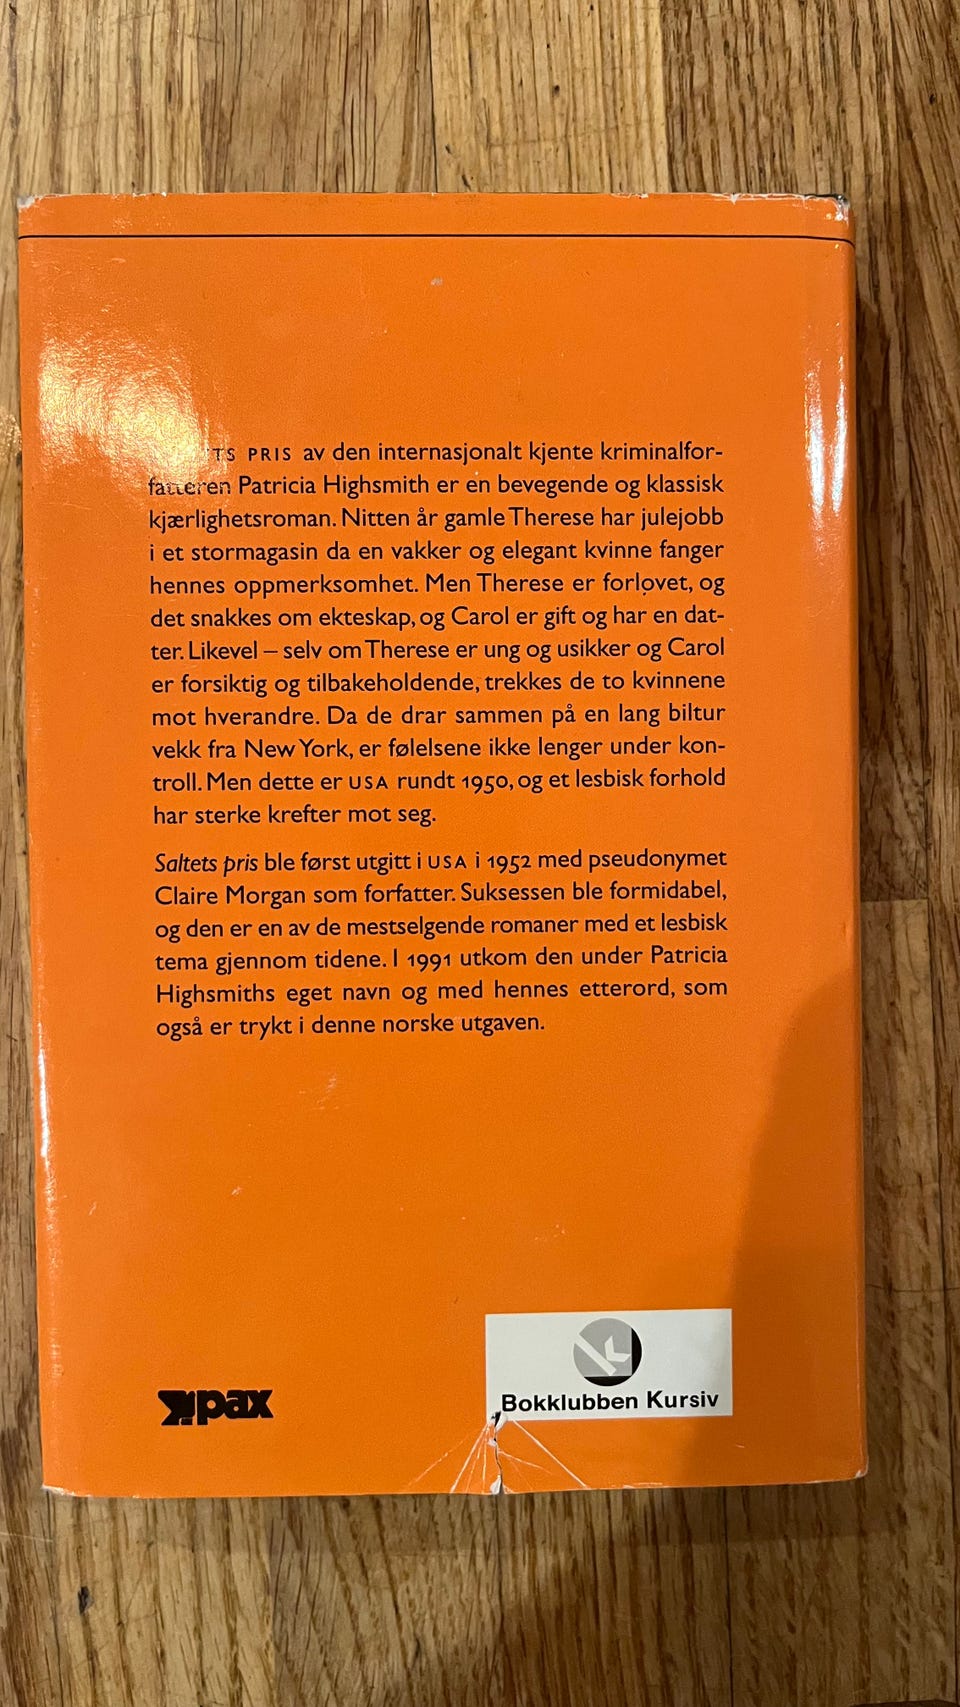 PRIS av den internasjonalt kjente kriminalfor-
fatteren Patricia Highsmith er en bevegende og klassisk
kjærlighetsroman. Nitten år gamle Therese har julejobb
i et stormagasin da en vakker og elegant kvinne fanger
hennes oppmerksomhet. Men Therese er forlovet, og
det snakkes om ekteskap, og Carol er gift og har en dat-
ter. Likevel – selv om Therese er ung og usikker og Carol
er forsiktig og tilbakeholdende, trekkes de to kvinnene
mot hverandre. Da de drar sammen på en lang biltur
vekk fra New York, er følelsene ikke lenger under kon-
troll. Men dette er USA rundt 1950, og et lesbisk forhold
har sterke krefter mot seg.
Saltets pris ble først utgitt i USA i 1952 med pseudonymet
Claire Morgan som forfatter. Suksessen ble formidabel,
og den er en av de mestselgende romaner med et lesbisk
tema gjennom tidene. I 1991 utkom den under Patricia
Highsmiths eget navn og med hennes etterord, som
også er trykt i denne norske utgaven.
pax
Bokklubben Kursiv